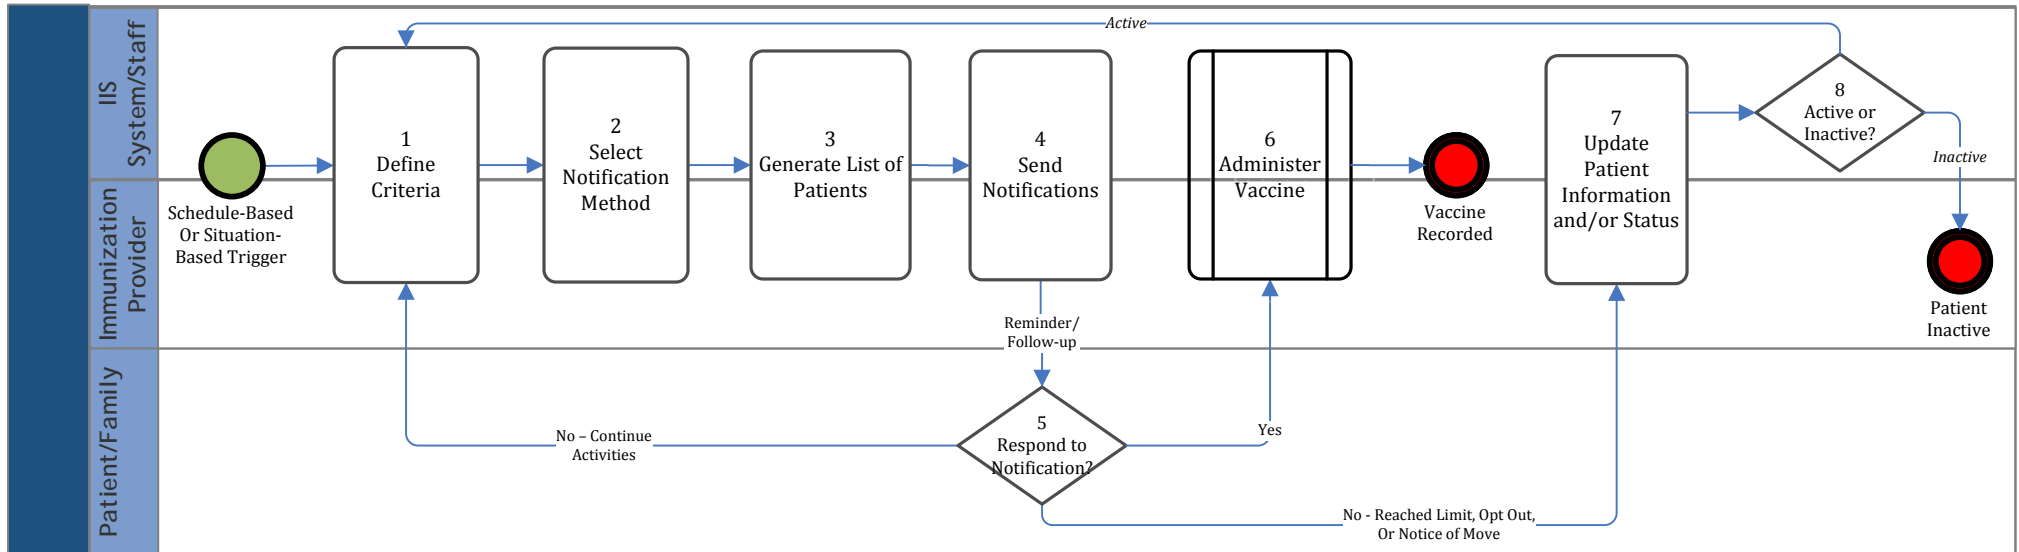 IIS
System/Staff
Immunization
Provider
Patient/Family
Schedule-Based
Or Situation-
Based Trigger
1
Define
Criteria
2
Select
Notification
Method
3
Generate List of
Patients
4
Send
Notifications
Reminder/
Follow-up
5
Respond to
Notification?
No – Continue
Activities
Yes
No - Reached Limit, Opt Out,
Or Notice of Move
6
Administer
Vaccine
Vaccine
Recorded
7
Update
Patient
Information
and/or Status
8
Active or
Inactive?
Active
Inactive
Patient
Inactive